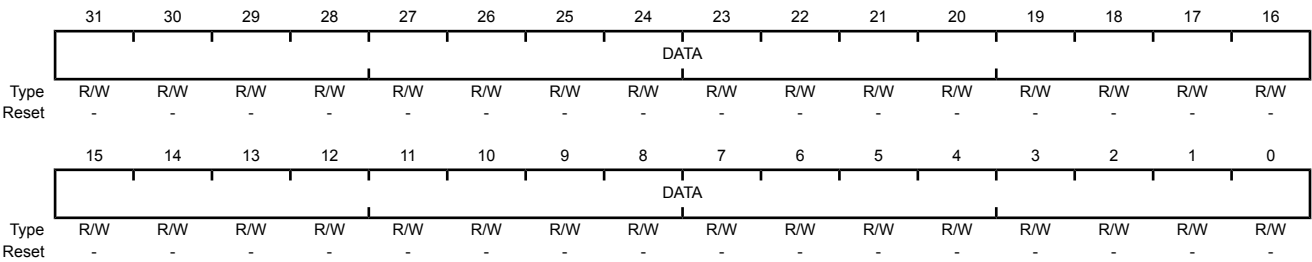 31 30 29 28 27 26 25 24 23 22 21 20 19 18 17 16
DATA
Type R/W R/W R/W R/W R/W R/W R/W R/W R/W R/W R/W R/W R/W R/W R/W R/W
Reset - - - - - - - - - - - - - - - -
15 14 13 12 11 10 9 8 7 6 5 4 3 2 1 0
DATA
Type R/W R/W R/W R/W R/W R/W R/W R/W R/W R/W R/W R/W R/W R/W R/W R/W
Reset - - - - - - - - - - - - - - - -